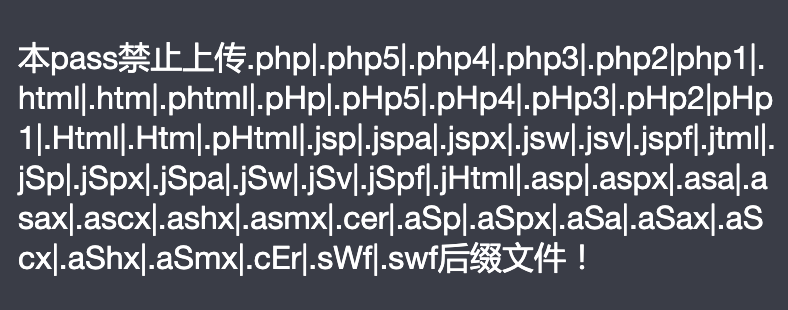 本pass禁止上传.php|.php5|.php4|.php3|.php2|php1|.
html|.htm|.phtml|.pHp|.pHp5|.pHp4|.pHp3|.pHp2|pHp
1|.Html|.Htm|.pHtml|.jsp|.jspa|.jspx|.jsw|.jsv|.jspf|.jtml|.
jSp|.jSpx|.jSpa|.jSw|.jSv|.jSpf|.jHtml|.asp|.aspx|.asa|.a
sax|.ascx|.ashx|.asmx|.cer|.aSp|.aSpx|.aSa|.aSax|.aS
cx|.aShx|.aSmx|.cEr|.sWf|.swf后缀文件！